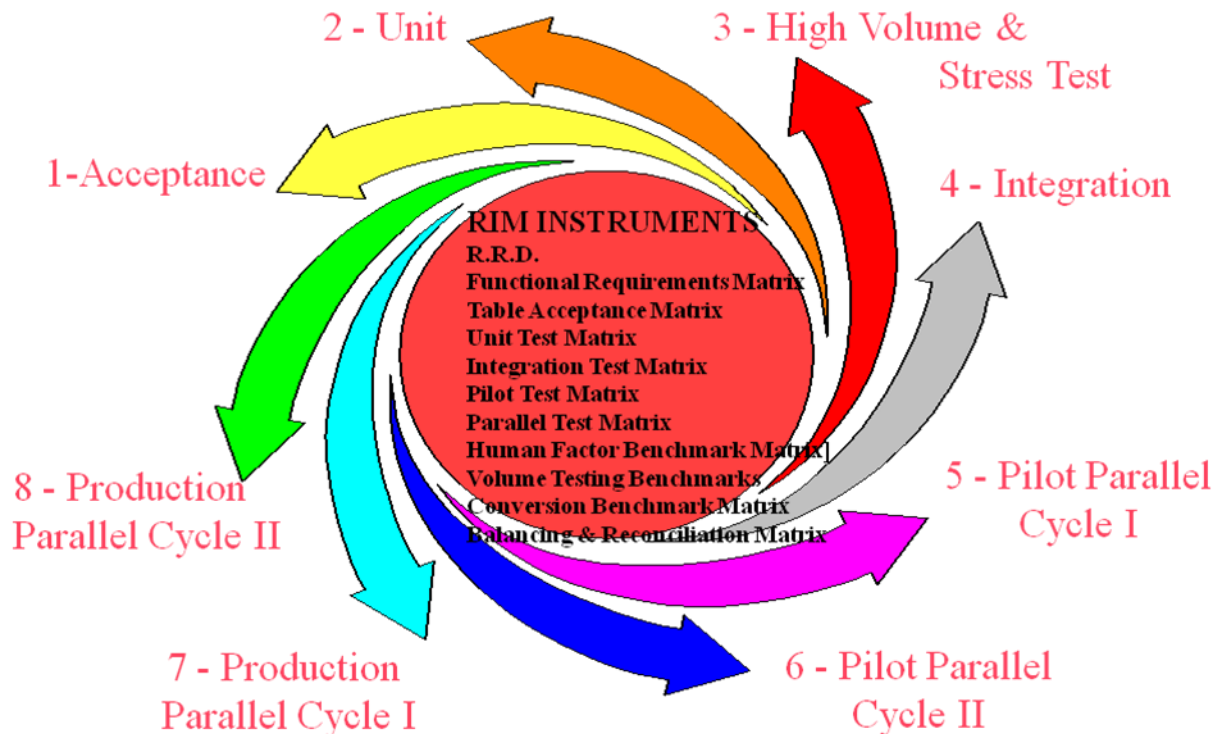 2 - Unit
3 - High Volume &
Stress Test
1-Acceptance
4 - Integration
RIM INSTRUMENTS
R.R.D.
Functional Requirements Matrix
Table Acceptance Matrix
Unit Test Matrix
Integration Test Matrix
Pilot Test Matrix
Parallel Test Matrix
Human Factor Benchmark Matrix]
Volume Testing Benchmarks
Conversion Benchmark Matrix
Balancing & Reconciliation Matrix
5 - Pilot Parallel
Cycle I
8 - Production
Parallel Cycle II
7 - Production
Parallel Cycle I
6 - Pilot Parallel
Cycle II